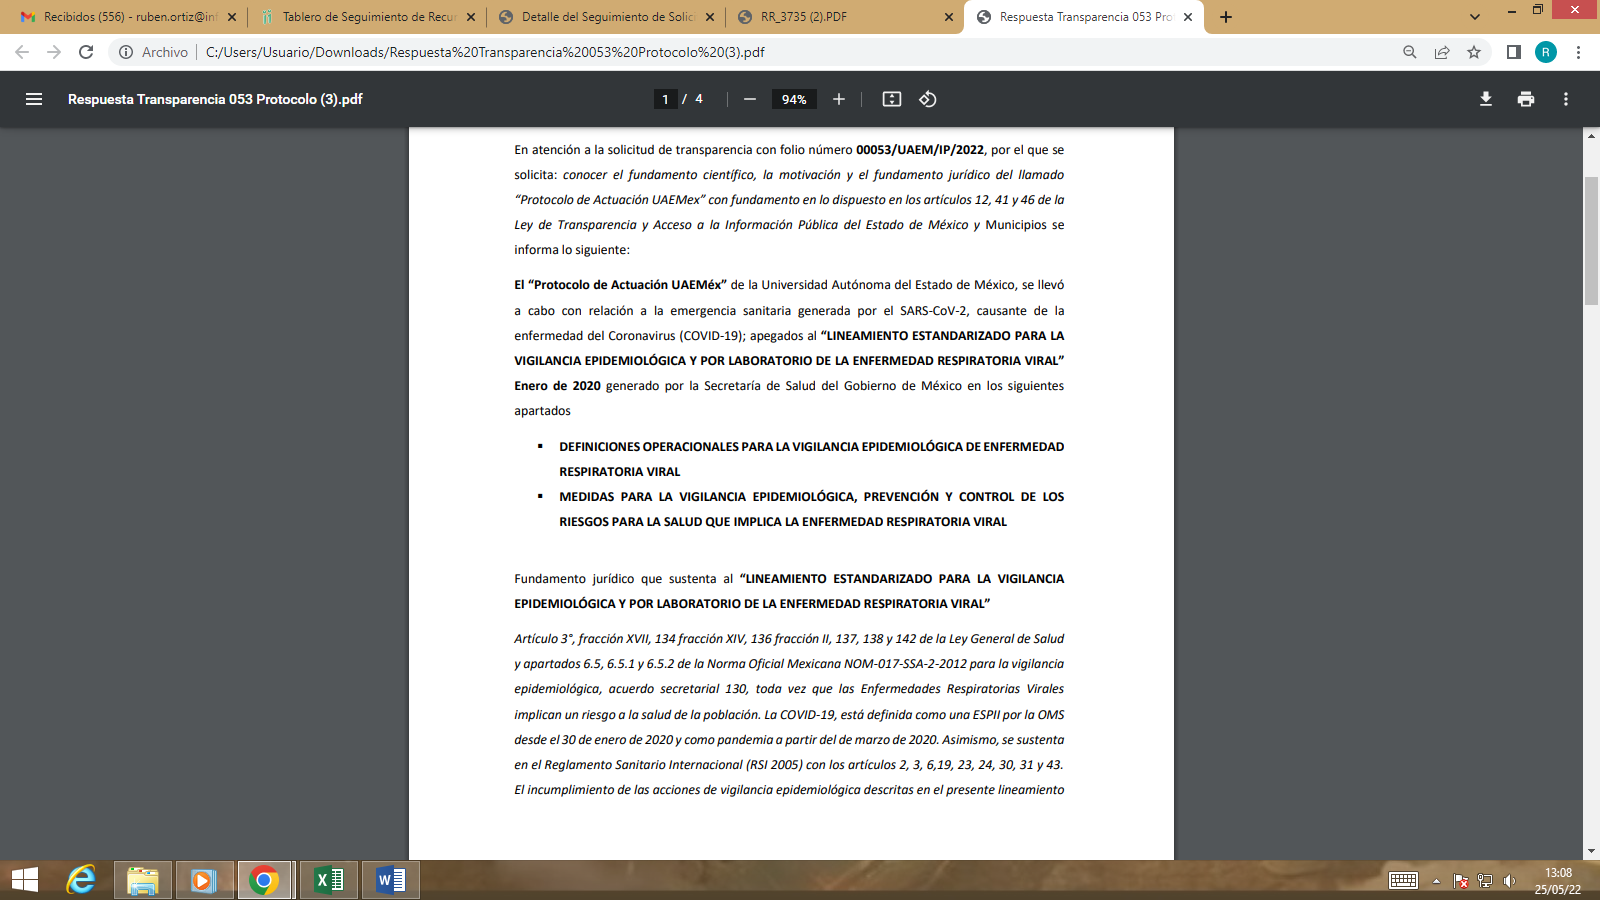 Recibidos (556) - ruben.ortiz@inf
Tablero de Seguimiento de Recur
Detalle del Seguimiento de Solici
RR_3735 (2).PDF
Respuesta Transparencia 053 Pro
Archivo
C:/Users/Usuario/Downloads/Respuesta%20Transparencia%20053%20Protocolo%20(3).pdf
R
Respuesta Transparencia 053 Protocolo (3).pdf
1 / 4
94%
En atención a la solicitud de transparencia con folio número 00053/UAEM/IP/2022, por el que se
solicita: conocer el fundamento científico, la motivación y el fundamento jurídico del llamado
“Protocolo de Actuación UAEMex” con fundamento en lo dispuesto en los artículos 12, 41 y 46 de la
Ley de Transparencia y Acceso a la Información Pública del Estado de México y Municipios se
informa lo siguiente:
El “Protocolo de Actuación UAEMéx” de la Universidad Autónoma del Estado de México, se llevó
a cabo con relación a la emergencia sanitaria generada por el SARS-CoV-2, causante de la
enfermedad del Coronavirus (COVID-19); apegados al “LINEAMIENTO ESTANDARIZADO PARA LA
VIGILANCIA EPIDEMIOLÓGICA Y POR LABORATORIO DE LA ENFERMEDAD RESPIRATORIA VIRAL”
Enero de 2020 generado por la Secretaría de Salud del Gobierno de México en los siguientes
apartados
▪ DEFINICIONES OPERACIONALES PARA LA VIGILANCIA EPIDEMIOLÓGICA DE ENFERMEDAD
RESPIRATORIA VIRAL
▪ MEDIDAS PARA LA VIGILANCIA EPIDEMIOLÓGICA, PREVENCIÓN Y CONTROL DE LOS
RIESGOS PARA LA SALUD QUE IMPLICA LA ENFERMEDAD RESPIRATORIA VIRAL
Fundamento jurídico que sustenta al “LINEAMIENTO ESTANDARIZADO PARA LA VIGILANCIA
EPIDEMIOLÓGICA Y POR LABORATORIO DE LA ENFERMEDAD RESPIRATORIA VIRAL”
Artículo 3°, fracción XVII, 134 fracción XIV, 136 fracción II, 137, 138 y 142 de la Ley General de Salud
y apartados 6.5, 6.5.1 y 6.5.2 de la Norma Oficial Mexicana NOM-017-SSA-2-2012 para la vigilancia
epidemiológica, acuerdo secretarial 130, toda vez que las Enfermedades Respiratorias Virales
implican un riesgo a la salud de la población. La COVID-19, está definida como una ESPII por la OMS
desde el 30 de enero de 2020 y como pandemia a partir del de marzo de 2020. Asimismo, se sustenta
en el Reglamento Sanitario Internacional (RSI 2005) con los artículos 2, 3, 6,19, 23, 24, 30, 31 y 43.
El incumplimiento de las acciones de vigilancia epidemiológica descritas en el presente lineamiento
13:08
25/05/22